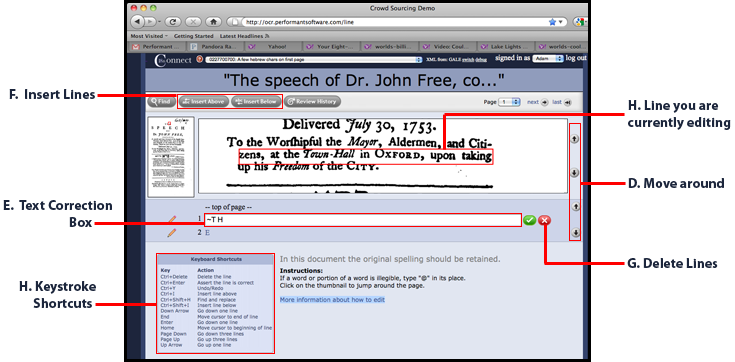 Crowd Sourcing Demo
http://ocr.performantsoftware.com/line
Most Visited
Getting Started
Latest Headlines
Performant
Pandora Ra
Yahoo!
Your Eight-
worlds-billi
Video: Cool
Lake Lights
worlds-cool
Connect
0227700700: A few hebrew chars on first page
XML from: GALE switch debug
signed in as Adam log out
"The speech of Dr. John Free, co..."
F. Insert Lines
Find
Insert Above
Insert Below
Review History
Page 1 next last
H. Line you are
currently editing
SPEECH
Delivered July 30, 1753.
To the Worſhipful the Mayor, Aldermen, and Citi-
zens, at the Town-Hall in OXFORD, upon taking
up his Freedom of the CITY.
D. Move around
E. Text Correction
Box
-- top of page --
1 ~T H
2 E
G. Delete Lines
H. Keystroke
Shortcuts
Keyboard Shortcuts
Key Action
Ctrl+Delete Delete the line
Ctrl+Enter Assert the line is correct
Ctrl+Y Undo/Redo
Ctrl+I Insert line above
Ctrl+Shift+H Find and replace
Ctrl+Shift+I Insert line below
Down Arrow Go down one line
End Move cursor to end of line
Enter Go down one line
Home Move cursor to beginning of line
Page Down Go down three lines
Page Up Go up three lines
Up Arrow Go up one line
In this document the original spelling should be retained.
Instructions:
If a word or portion of a word is illegible, type "@" in its place.
Click on the thumbnail to jump around the page.
More information about how to edit